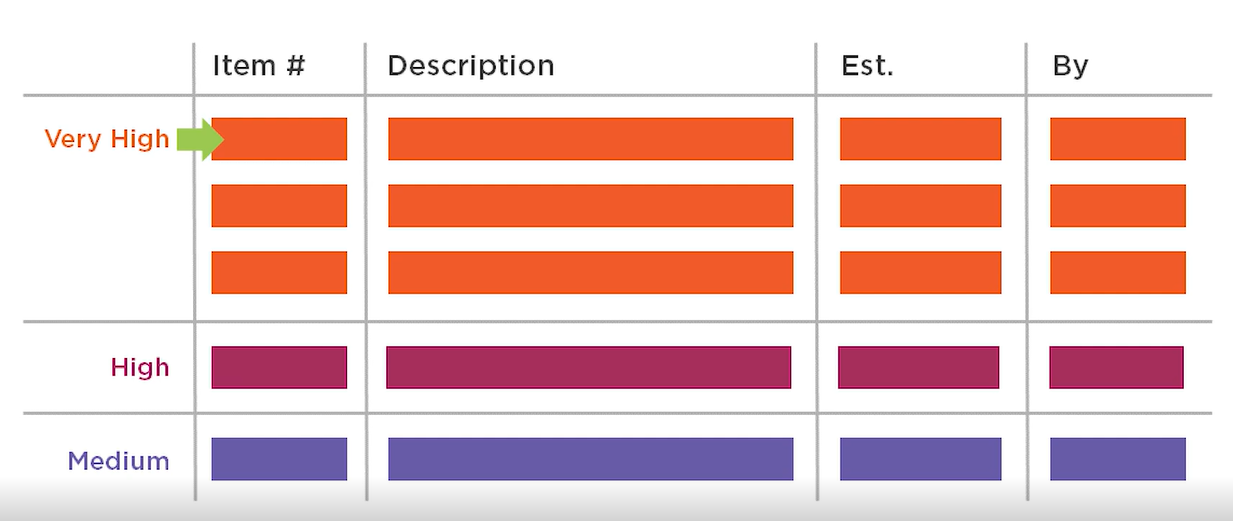 Item # Description Est. By
Very High
High
Medium